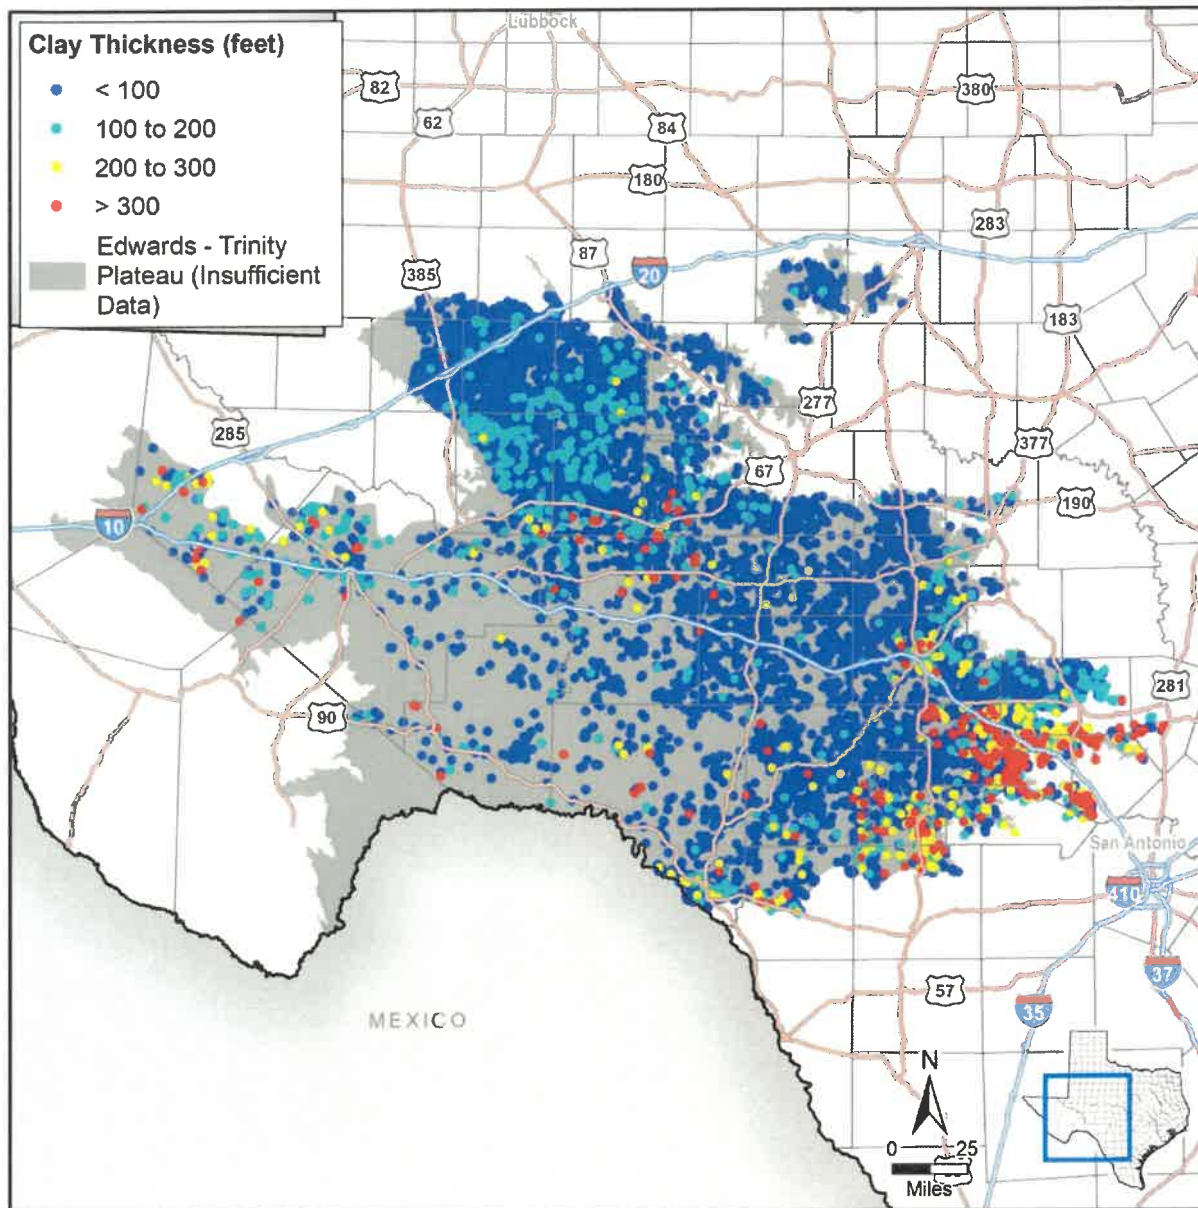 Lubbock
Clay Thickness (feet)
< 100
100 to 200
200 to 300
> 300
Edwards - Trinity
Plateau (Insufficient
Data)
82
380
62
84
180
283
87
20
385
183
277
285
377
67
190
10
281
90
San Antonio
410
37
57
35
MEXICO
N
0 25
Miles